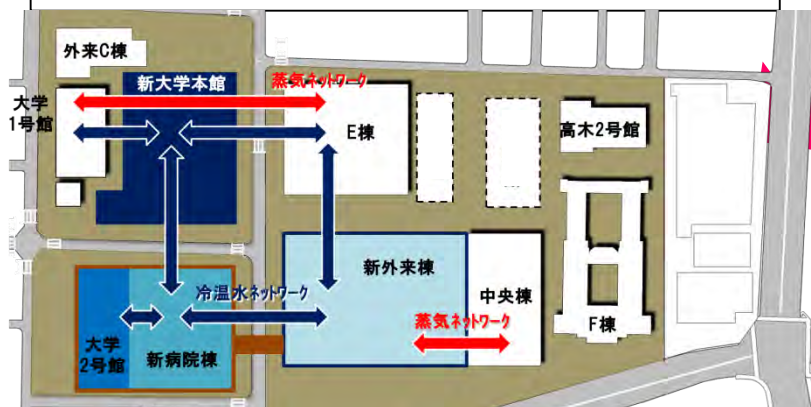 外来C棟
新大学本館
蒸気ネットワーク
大学
1号館
E棟
高木2号館
新外来棟
冷温水ネットワーク
中央棟
蒸気ネットワーク
F棟
大学
2号館
新病院棟